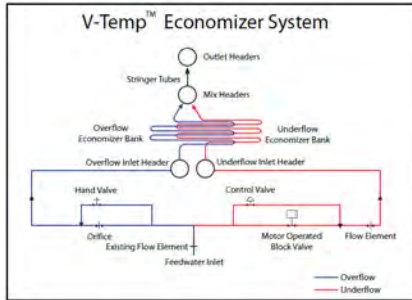 V-Temp™ Economizer System
Outlet Headers
Stringer Tubes
Mix Headers
Overflow
Economizer Bank
Underflow
Economizer Bank
Overflow Inlet Header
Underflow Inlet Header
Hand Valve
Control Valve
Orifice
Existing Flow Element
Motor Operated
Block Valve
Flow Element
Feedwater Inlet
Overflow
Underflow